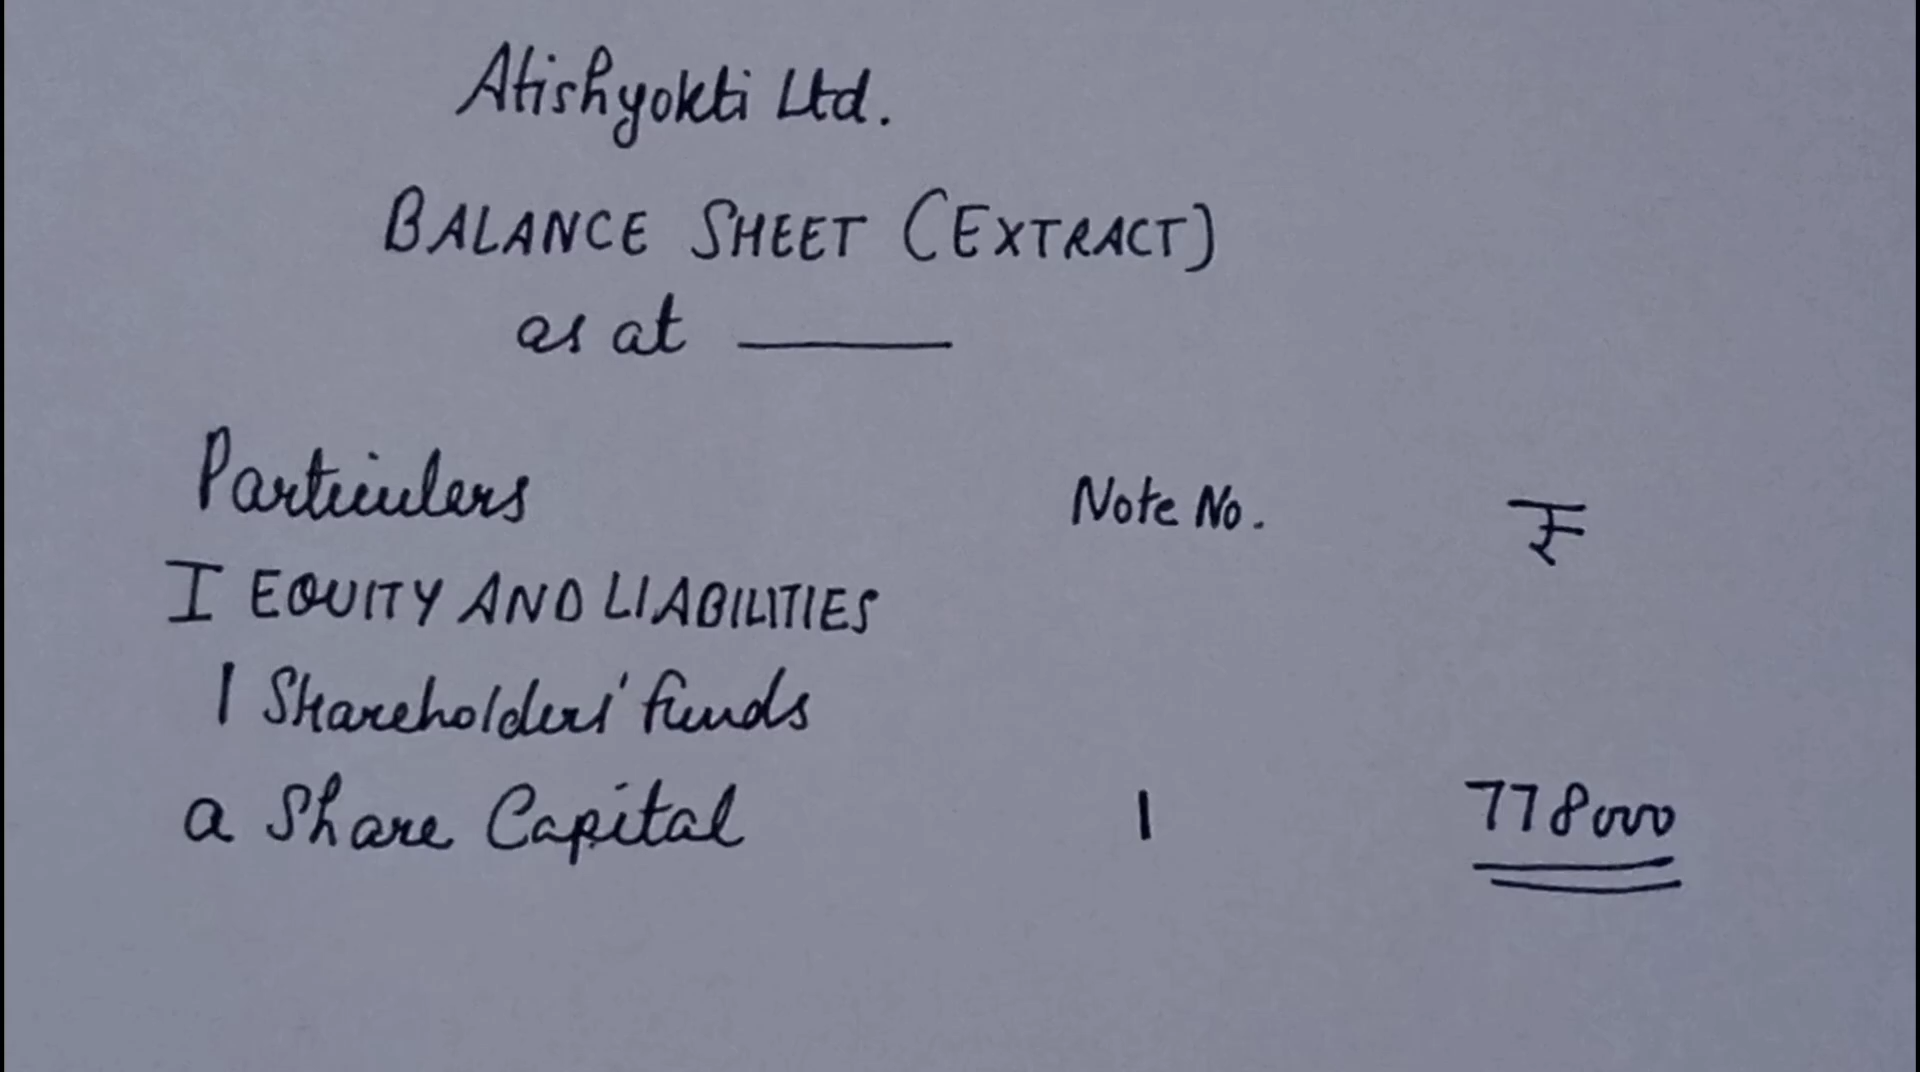 Atishyokti Ltd.
BALANCE SHEET (EXTRACT)
as at ______
Particulars Note No. ₹
I EQUITY AND LIABILITIES
1 Shareholders' funds
a Share Capital 1 778000